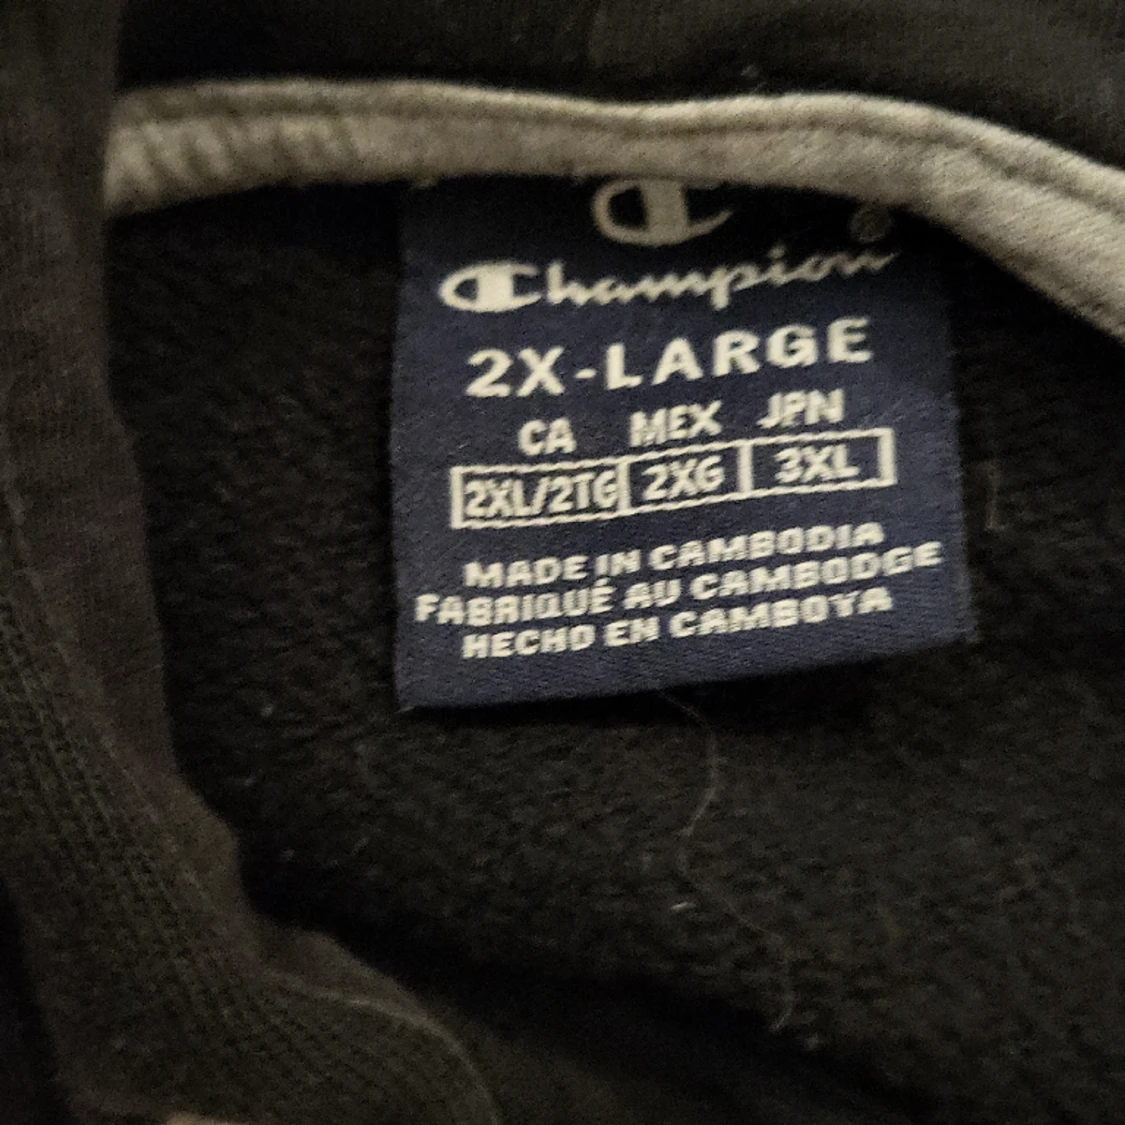 C
®
Champion
2X-LARGE
CA MEX JPN
2XL/2TG 2XG 3XL
MADE IN CAMBODIA
FABRIQUÉ AU CAMBODGE
HECHO EN CAMBOYA